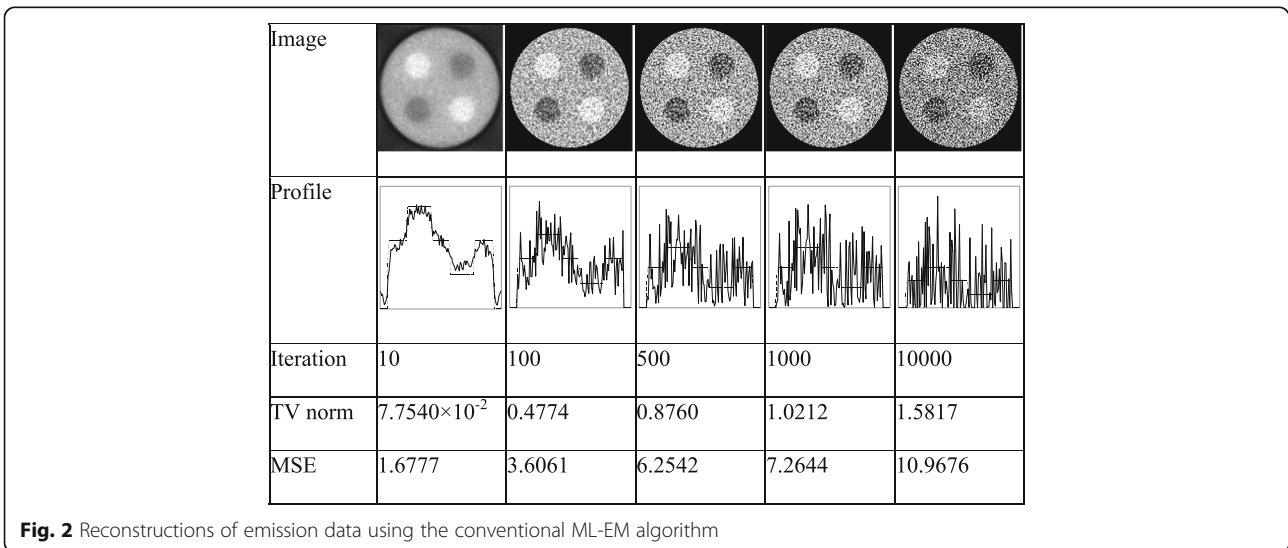 Image
Profile
Iteration 10 100 500 1000 10000
TV norm 7.7540×10-2 0.4774 0.8760 1.0212 1.5817
MSE 1.6777 3.6061 6.2542 7.2644 10.9676
Fig. 2 Reconstructions of emission data using the conventional ML-EM algorithm